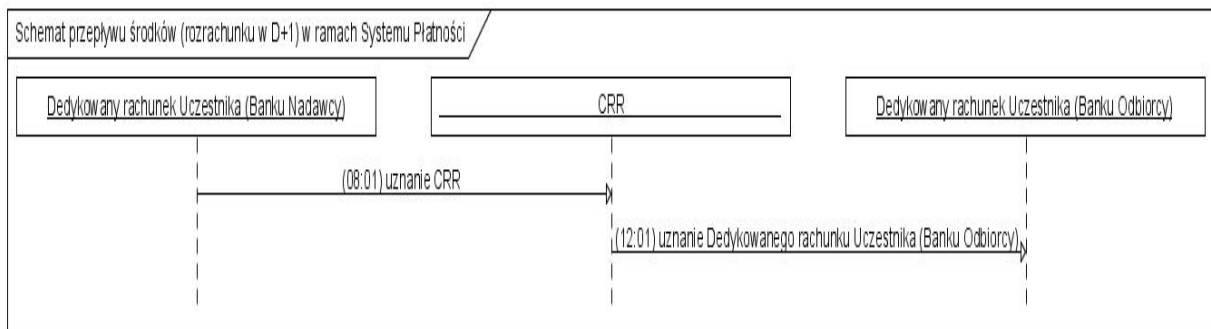 Schemat przepływu środków (rozrachunku w D+1) w ramach Systemu Płatności
Dedykowany rachunek Uczestnika (Banku Nadawcy)
CRR
Dedykowany rachunek Uczestnika (Banku Odbiorcy)
(08:01) uznanie CRR
(12:01) uznanie Dedykowanego rachunku Uczestnika (Banku Odbiorcy)